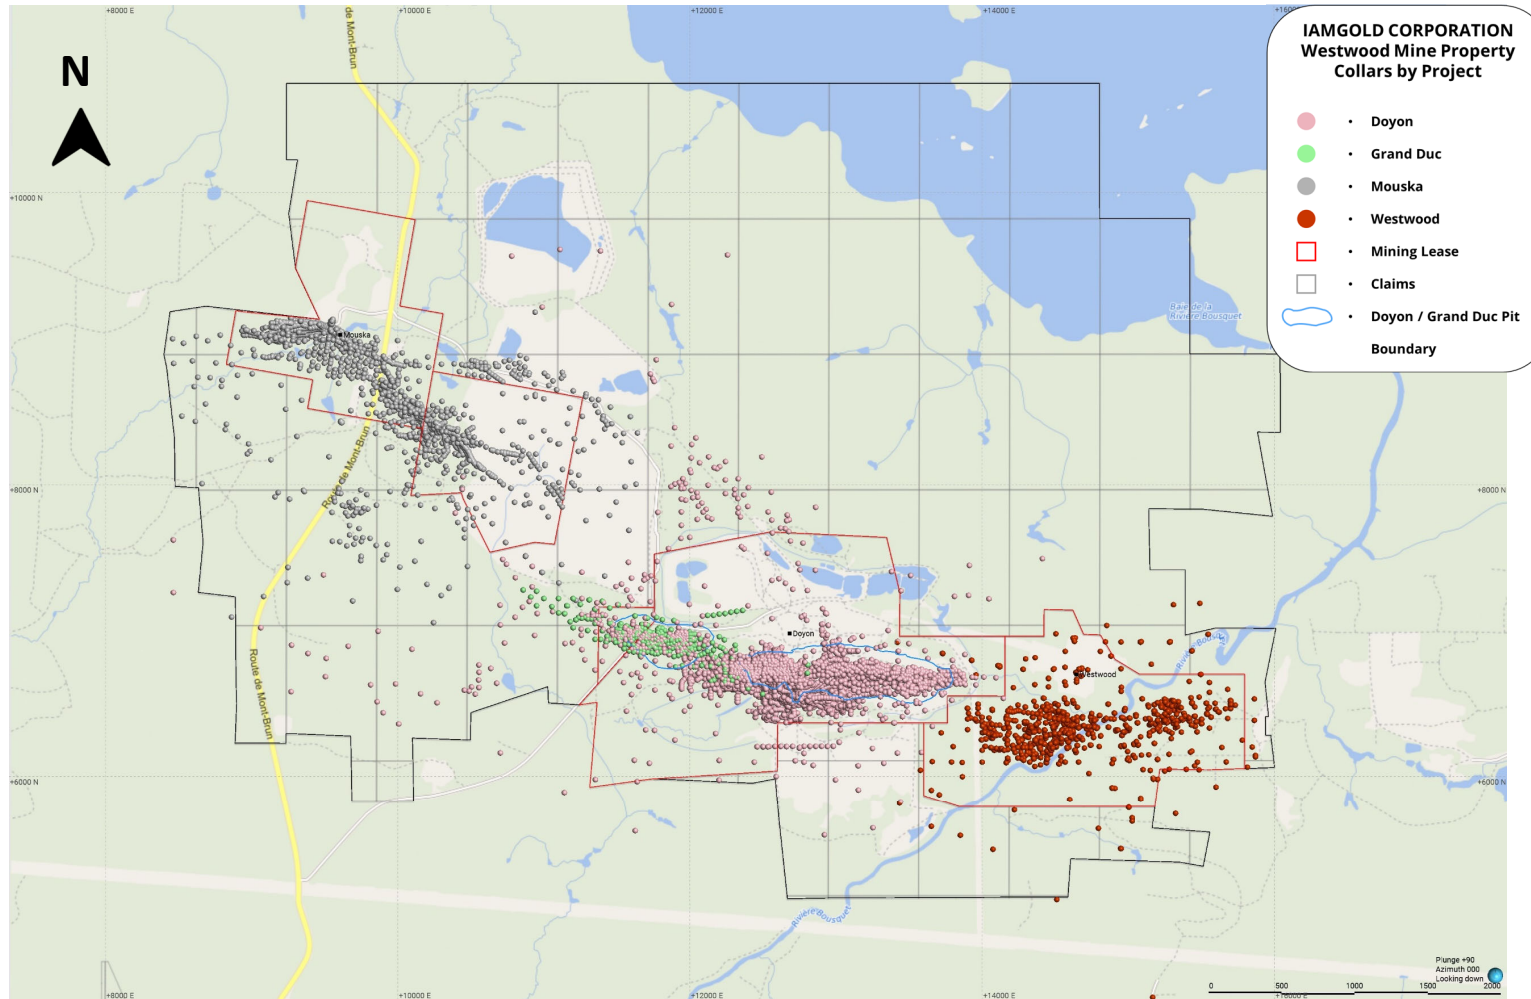 +8000 E
+10000 E
+12000 E
+14000 E
de Mont-Brun
N
IAMGOLD CORPORATION
Westwood Mine Property
Collars by Project
Doyon
Grand Duc
Mouska
Westwood
Mining Lease
Claims
Doyon / Grand Duc Pit
Boundary
+10000 N
Baie de la
Rivière Bousquet
Mouska
Route de Mont-Brun
+8000 N
+8000 N
Doyon
Rivière Bousquet
Westwood
Route de Mont-Brun
+6000 N
+6000 N
Rivière Bousquet
Plunge +90
Azimuth 000
Looking down
0 500 1000 1500 2000
+8000 E
+10000 E
+12000 E
+14000 E
+16000 E